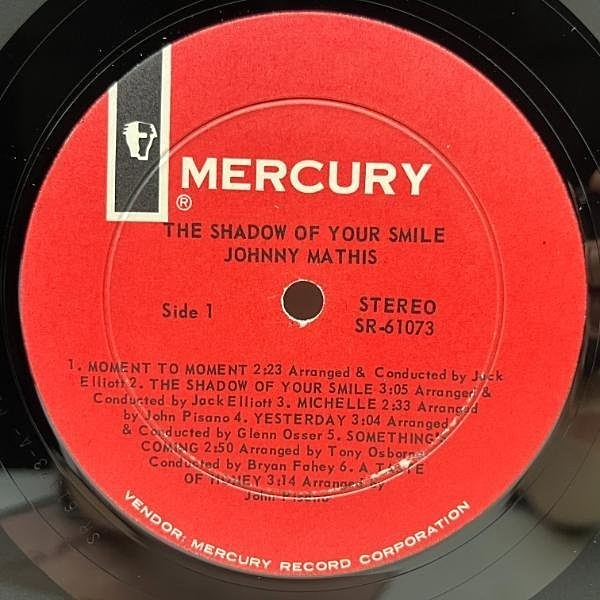 MERCURY
®
THE SHADOW OF YOUR SMILE
JOHNNY MATHIS
Side 1
STEREO
SR-61073
1. MOMENT TO MOMENT 2:23 Arranged & Conducted by Jack
Elliott 2. THE SHADOW OF YOUR SMILE 3:05 Arranged &
Conducted by Jack Elliott 3. MICHELLE 2:33 Arranged
by John Pisano 4. YESTERDAY 3:04 Arranged
& Conducted by Glenn Osser 5. SOMETHING'S
COMING 2:50 Arranged by Tony Osborne
Conducted by Bryan Fahey 6. A TASTE
OF HONEY 3:14 Arranged by
John Pisano
VENDOR: MERCURY RECORD CORPORATION